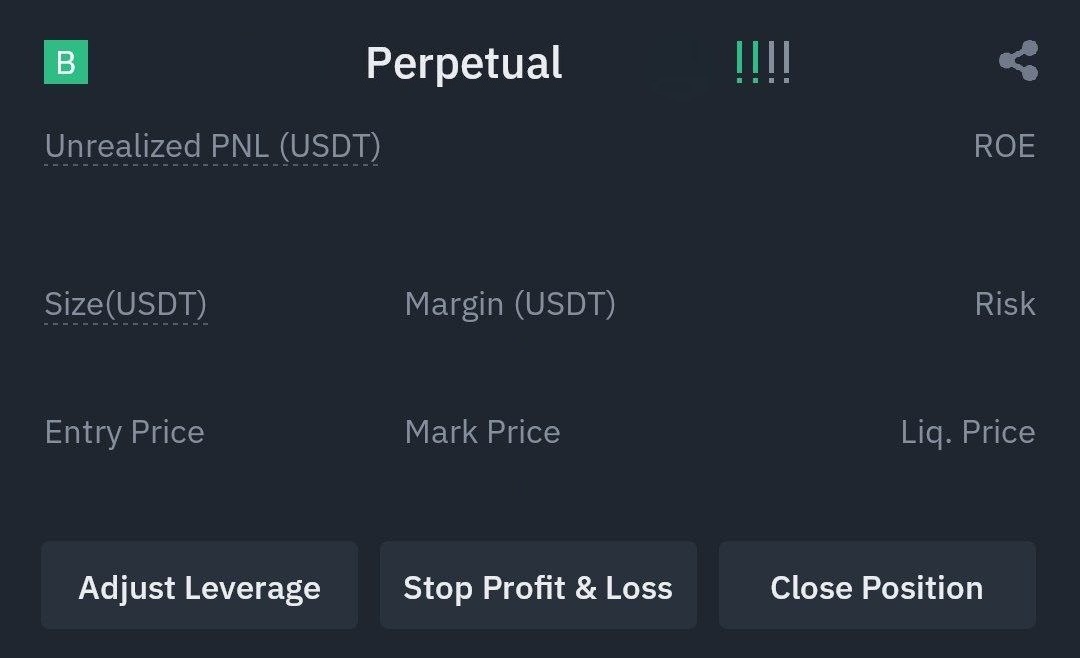 B Perpetual !!!!
Unrealized PNL (USDT) ROE
Size(USDT) Margin (USDT) Risk
Entry Price Mark Price Liq. Price
Adjust Leverage Stop Profit & Loss Close Position